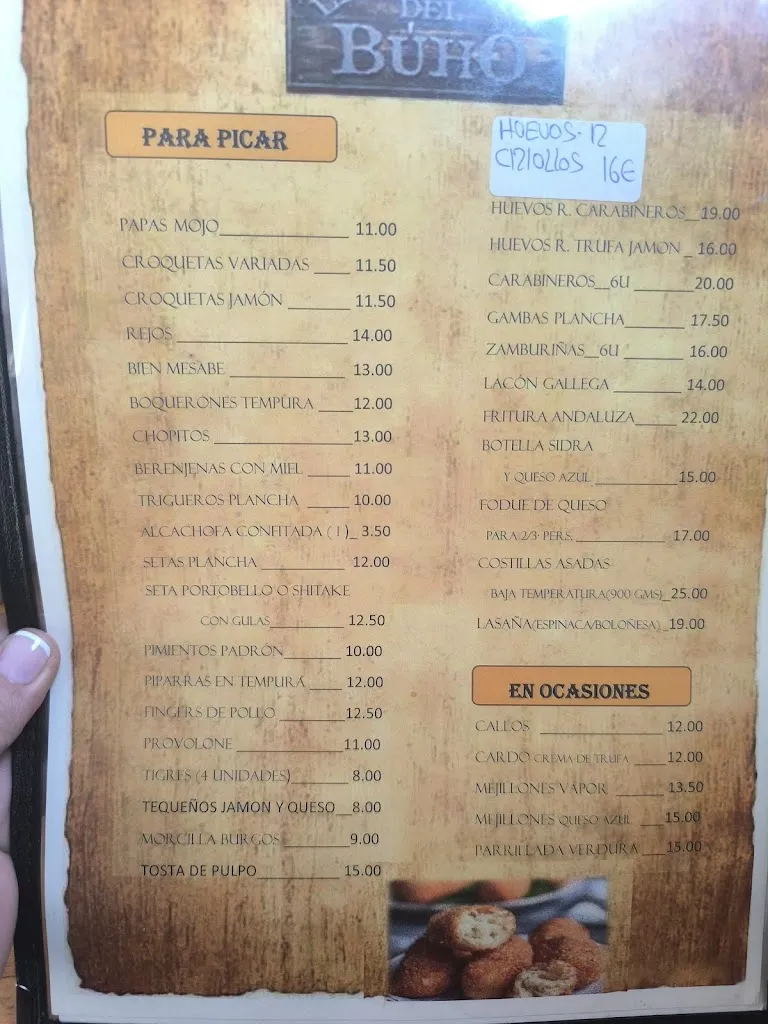 DEL
BÚHO
PARA PICAR
PAPAS MOJO 11.00
CROQUETAS VARIADAS 11.50
CROQUETAS JAMÓN 11.50
REJOS 14.00
BIEN MESABE 13.00
BOQUERONES TEMPURA 12.00
CHOPITOS 13.00
BERENJENAS CON MIEL 11.00
TRIGUEROS PLANCHA 10.00
ALCACHOFA CONFITADA (1) 3.50
SETAS PLANCHA 12.00
SETA PORTOBELLO O SHITAKE
CON GULAS 12.50
PIMIENTOS PADRÓN 10.00
PIPARRAS EN TEMPURA 12.00
FINGERS DE POLLO 12.50
PROVOLONE 11.00
TIGRES (4 UNIDADES) 8.00
TEQUEÑOS JAMON Y QUESO 8.00
MORCILLA BURGOS 9.00
TOSTA DE PULPO 15.00
HUEVOS
16€
HUEVOS R. CARABINEROS 19.00
HUEVOS R. TRUFA JAMON 16.00
CARABINEROS 6U 20.00
GAMBAS PLANCHA 17.50
ZAMBURIÑAS 6U 16.00
LACÓN GALLEGA 14.00
FRITURA ANDALUZA 22.00
BOTELLA SIDRA
Y QUESO AZUL 15.00
FODUE DE QUESO
PARA 2/3 PERS. 17.00
COSTILLAS ASADAS
BAJA TEMPERATURA(900 GMS) 25.00
LASAÑA(ESPINACA/BOLOÑESA) 19.00
EN OCASIONES
CALLOS 12.00
CARDO CREMA DE TRUFA 12.00
MEJILLONES VAPOR 13.50
MEJILLONES QUESO AZUL 15.00
PARRILLADA VERDURA 15.00